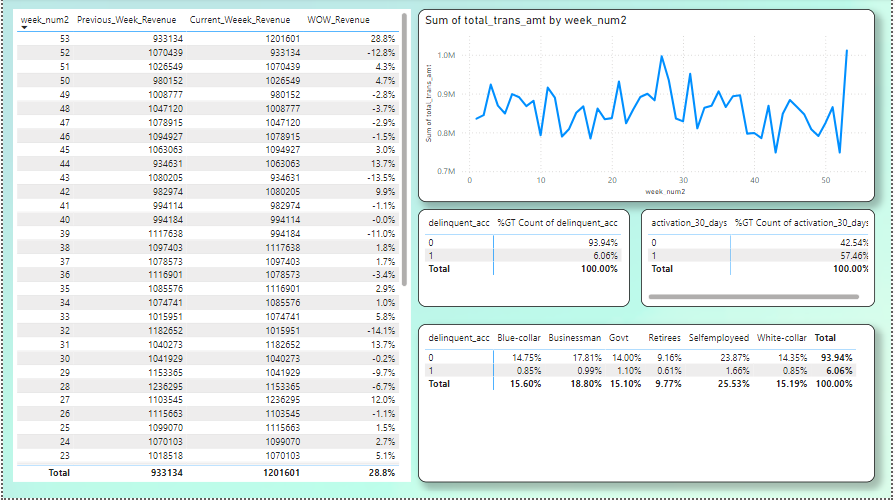 week_num2 Previous_Week_Revenue Current_Weeek_Revenue WOW_Revenue
53 933134 1201601 28.8%
52 1070439 933134 -12.8%
51 1026549 1070439 4.3%
50 980152 1026549 4.7%
49 1008777 980152 -2.8%
48 1047120 1008777 -3.7%
47 1078915 1047120 -2.9%
46 1094927 1078915 -1.5%
45 1063063 1094927 3.0%
44 934631 1063063 13.7%
43 1080205 934631 -13.5%
42 982974 1080205 9.9%
41 994114 982974 -1.1%
40 994184 994114 -0.0%
39 1117638 994184 -11.0%
38 1097403 1117638 1.8%
37 1078573 1097403 1.7%
36 1116901 1078573 -3.4%
35 1085576 1116901 2.9%
34 1074741 1085576 1.0%
33 1015951 1074741 5.8%
32 1182652 1015951 -14.1%
31 1040273 1182652 13.7%
30 1041929 1040273 -0.2%
29 1153365 1041929 -9.7%
28 1236295 1153365 -6.7%
27 1103545 1236295 12.0%
26 1115663 1103545 -1.1%
25 1099070 1115663 1.5%
24 1070103 1099070 2.7%
23 1018518 1070103 5.1%
Total 933134 1201601 28.8%
Sum of total_trans_amt by week_num2
Sum of total_trans_amt
1.0M
0.9M
0.8M
0.7M
0 10 20 30 40 50
week_num2
delinquent_acc %GT Count of delinquent_acc
0 93.94%
1 6.06%
Total 100.00%
activation_30_days %GT Count of activation_30_days
0 42.54%
1 57.46%
Total 100.00%
delinquent_acc Blue-collar Businessman Govt Retirees Selfemployeed White-collar Total
0 14.75% 17.81% 14.00% 9.16% 23.87% 14.35% 93.94%
1 0.85% 0.99% 1.10% 0.61% 1.66% 0.85% 6.06%
Total 15.60% 18.80% 15.10% 9.77% 25.53% 15.19% 100.00%